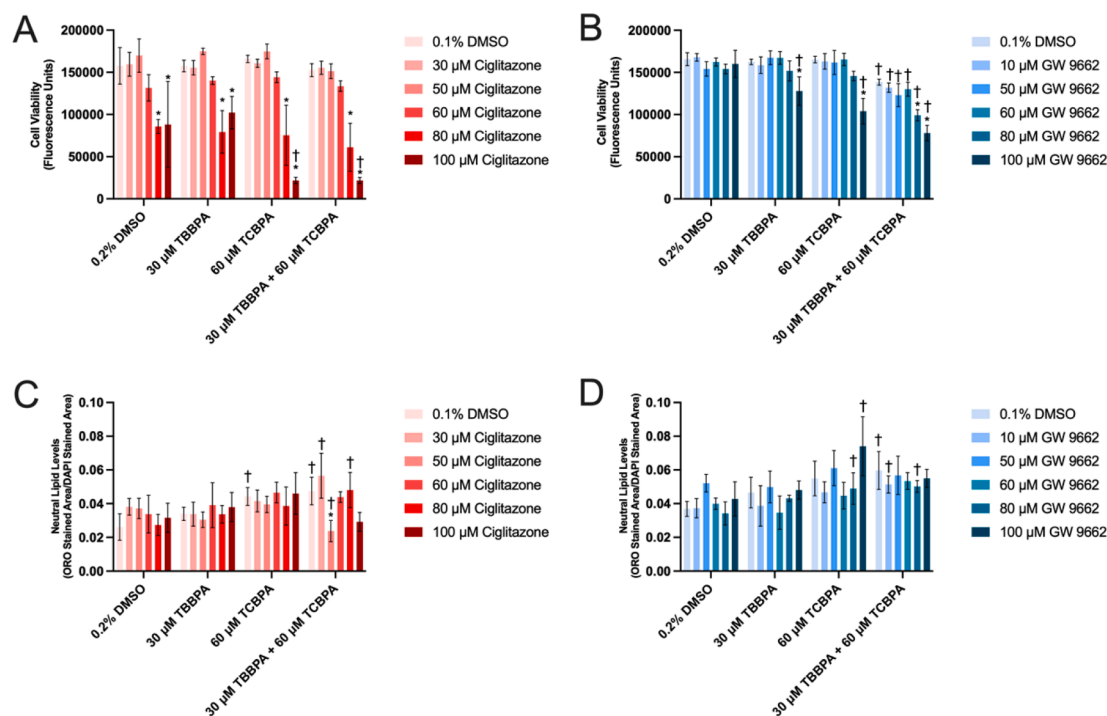 A
Cell Viability
(Fluorescence Units)
200000
150000
100000
50000
0
* * * * * †
* * †
*
0.2% DMSO
30 µM TBBPA
60 µM TCBPA
30 µM TBBPA + 60 µM TCBPA
0.1% DMSO
30 µM Ciglitazone
50 µM Ciglitazone
60 µM Ciglitazone
80 µM Ciglitazone
100 µM Ciglitazone
B
Cell Viability
(Fluorescence Units)
200000
150000
100000
50000
0
†
*
†
*
† † † † †
*
†
*
0.2% DMSO
30 µM TBBPA
60 µM TCBPA
30 µM TBBPA + 60 µM TCBPA
0.1% DMSO
10 µM GW 9662
50 µM GW 9662
60 µM GW 9662
80 µM GW 9662
100 µM GW 9662
C
Neutral Lipid Levels
(ORO Stained Area/DAPI Stained Area)
0.10
0.08
0.06
0.04
0.02
0.00
† † † †
*
†
0.2% DMSO
30 µM TBBPA
60 µM TCBPA
30 µM TBBPA + 60 µM TCBPA
0.1% DMSO
30 µM Ciglitazone
50 µM Ciglitazone
60 µM Ciglitazone
80 µM Ciglitazone
100 µM Ciglitazone
D
Neutral Lipid Levels
(ORO Stained Area/DAPI Stained Area)
0.10
0.08
0.06
0.04
0.02
0.00
† † † † †
0.2% DMSO
30 µM TBBPA
60 µM TCBPA
30 µM TBBPA + 60 µM TCBPA
0.1% DMSO
10 µM GW 9662
50 µM GW 9662
60 µM GW 9662
80 µM GW 9662
100 µM GW 9662